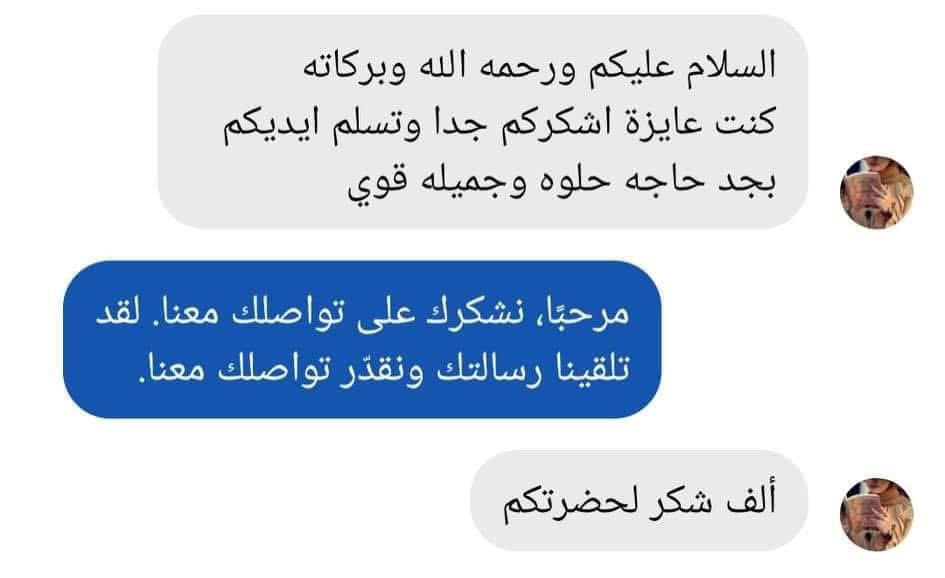 السلام عليكم ورحمه الله وبركاته
كنت عايزة اشكركم جدا وتسلم ايديكم
بجد حاجه حلوه وجميله قوي
مرحبًا، نشكرك على تواصلك معنا. لقد
تلقينا رسالتك ونقدّر تواصلك معنا.
ألف شكر لحضرتكم